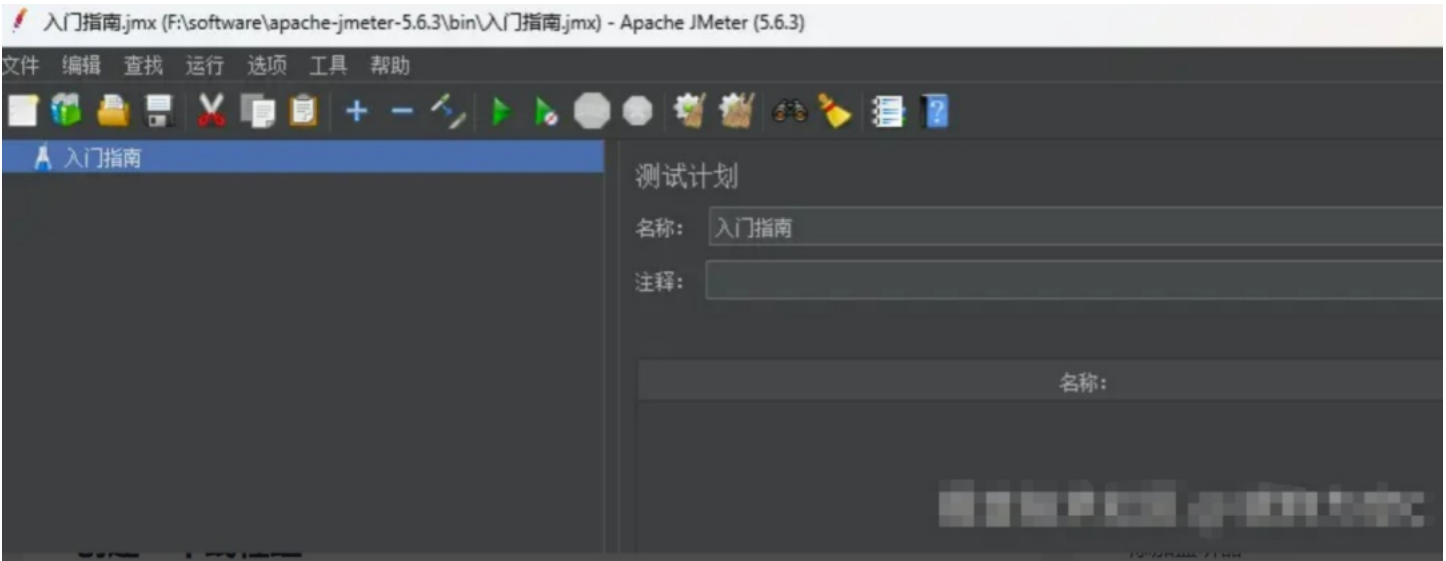 入门指南.jmx (F:\software\apache-jmeter-5.6.3\bin\入门指南.jmx) - Apache JMeter (5.6.3)
文件 编辑 查找 运行 选项 工具 帮助
入门指南
测试计划
名称: 入门指南
注释:
名称: